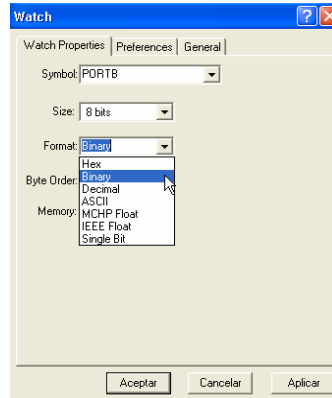 Watch
Watch Properties Preferences General
Symbol: PORTB
Size: 8 bits
Format: Binary
Hex
Binary
Byte Order:
Decimal
ASCII
Memory:
MCHP Float
IEEE Float
Single Bit
Aceptar Cancelar Aplicar